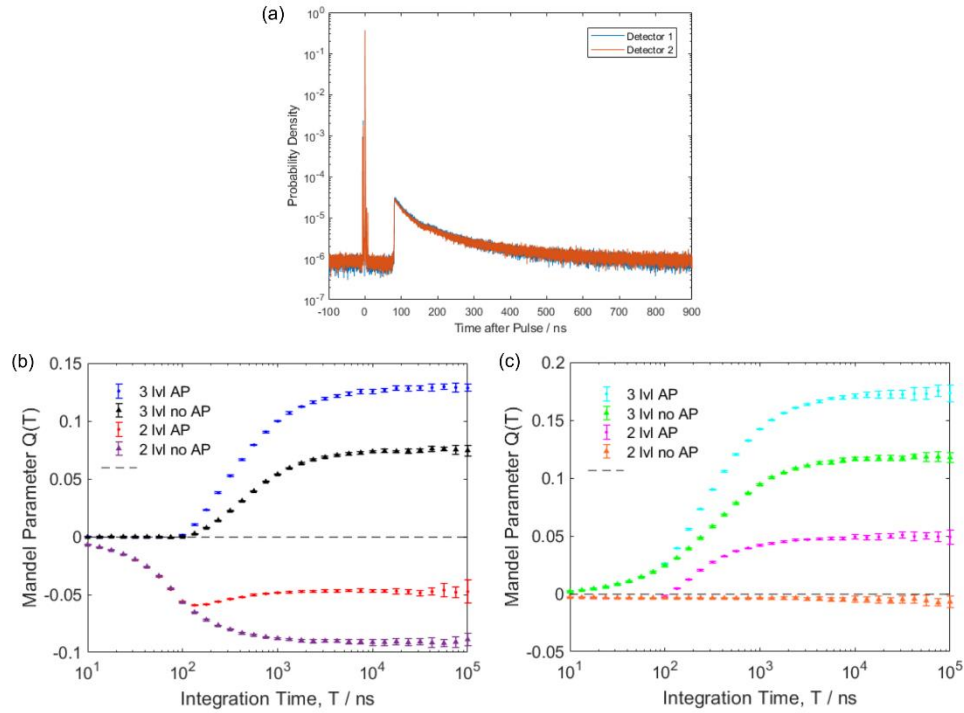 (a)
10^0
10^-1
10^-2
10^-3
10^-4
10^-5
10^-6
10^-7
Probability Density
Detector 1
Detector 2
-100 0 100 200 300 400 500 600 700 800 900
Time after Pulse / ns
(b)
0.15
0.1
0.05
0
-0.05
-0.1
Mandel Parameter Q(T)
3 lvl AP
3 lvl no AP
2 lvl AP
2 lvl no AP
10^1 10^2 10^3 10^4 10^5
Integration Time, T / ns
(c)
0.2
0.15
0.1
0.05
0
-0.05
Mandel Parameter Q(T)
3 lvl AP
3 lvl no AP
2 lvl AP
2 lvl no AP
10^1 10^2 10^3 10^4 10^5
Integration Time, T / ns